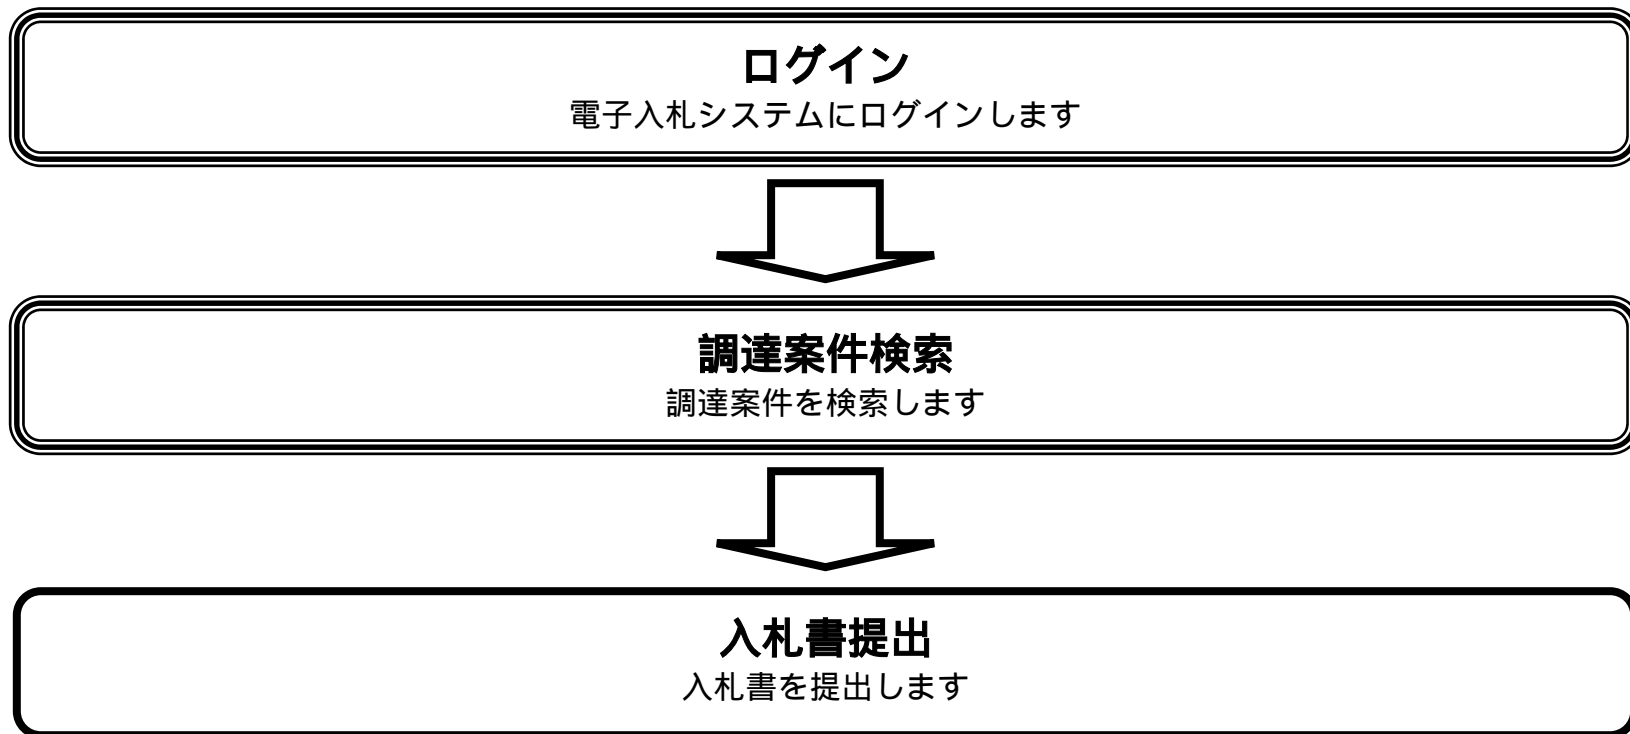 ログイン
電子入札システムにログインします
調達案件検索
調達案件を検索します
入札書提出
入札書を提出します